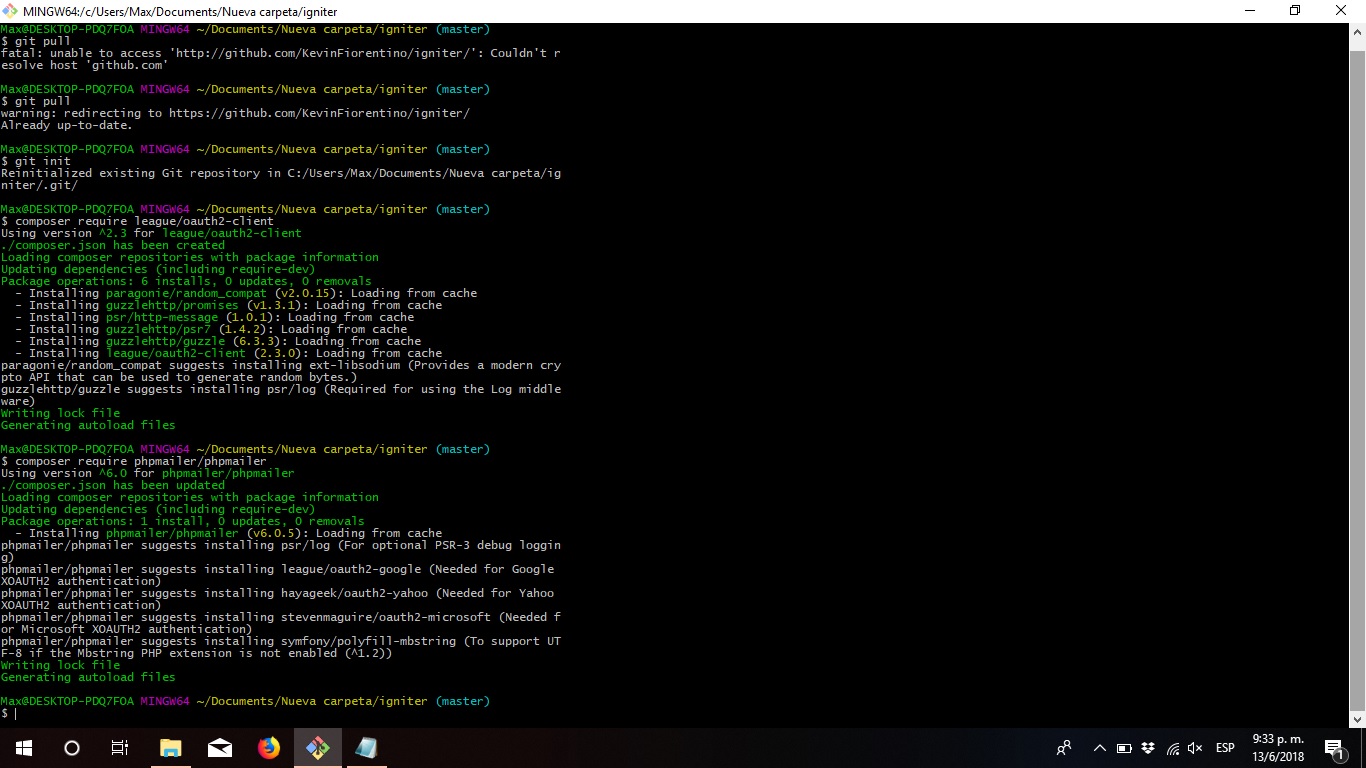 MINGW64:/c/Users/Max/Documents/Nueva carpeta/igniter
Max@DESKTOP-PDQ7FOA MINGW64 ~/Documents/Nueva carpeta/igniter (master)
$ git pull
fatal: unable to access 'http://github.com/KevinFiorentino/igniter/': Couldn't r
esolve host 'github.com'
Max@DESKTOP-PDQ7FOA MINGW64 ~/Documents/Nueva carpeta/igniter (master)
$ git pull
warning: redirecting to https://github.com/KevinFiorentino/igniter/
Already up-to-date.
Max@DESKTOP-PDQ7FOA MINGW64 ~/Documents/Nueva carpeta/igniter (master)
$ git init
Reinitialized existing Git repository in C:/Users/Max/Documents/Nueva carpeta/ig
niter/.git/
Max@DESKTOP-PDQ7FOA MINGW64 ~/Documents/Nueva carpeta/igniter (master)
$ composer require league/oauth2-client
Using version ^2.3 for league/oauth2-client
./composer.json has been created
Loading composer repositories with package information
Updating dependencies (including require-dev)
Package operations: 6 installs, 0 updates, 0 removals
  - Installing paragonie/random_compat (v2.0.15): Loading from cache
  - Installing guzzlehttp/promises (v1.3.1): Loading from cache
  - Installing psr/http-message (1.0.1): Loading from cache
  - Installing guzzlehttp/psr7 (1.4.2): Loading from cache
  - Installing guzzlehttp/guzzle (6.3.3): Loading from cache
  - Installing league/oauth2-client (2.3.0): Loading from cache
paragonie/random_compat suggests installing ext-libsodium (Provides a modern cry
pto API that can be used to generate random bytes.)
guzzlehttp/guzzle suggests installing psr/log (Required for using the Log middle
ware)
Writing lock file
Generating autoload files
Max@DESKTOP-PDQ7FOA MINGW64 ~/Documents/Nueva carpeta/igniter (master)
$ composer require phpmailer/phpmailer
Using version ^6.0 for phpmailer/phpmailer
./composer.json has been updated
Loading composer repositories with package information
Updating dependencies (including require-dev)
Package operations: 1 install, 0 updates, 0 removals
  - Installing phpmailer/phpmailer (v6.0.5): Loading from cache
phpmailer/phpmailer suggests installing psr/log (For optional PSR-3 debug loggin
g)
phpmailer/phpmailer suggests installing league/oauth2-google (Needed for Google
XOAUTH2 authentication)
phpmailer/phpmailer suggests installing hayageek/oauth2-yahoo (Needed for Yahoo
XOAUTH2 authentication)
phpmailer/phpmailer suggests installing stevenmaguire/oauth2-microsoft (Needed f
or Microsoft XOAUTH2 authentication)
phpmailer/phpmailer suggests installing symfony/polyfill-mbstring (To support UT
F-8 if the Mbstring PHP extension is not enabled (^1.2))
Writing lock file
Generating autoload files
Max@DESKTOP-PDQ7FOA MINGW64 ~/Documents/Nueva carpeta/igniter (master)
$
ESP
9:33 p. m.
13/6/2018
1